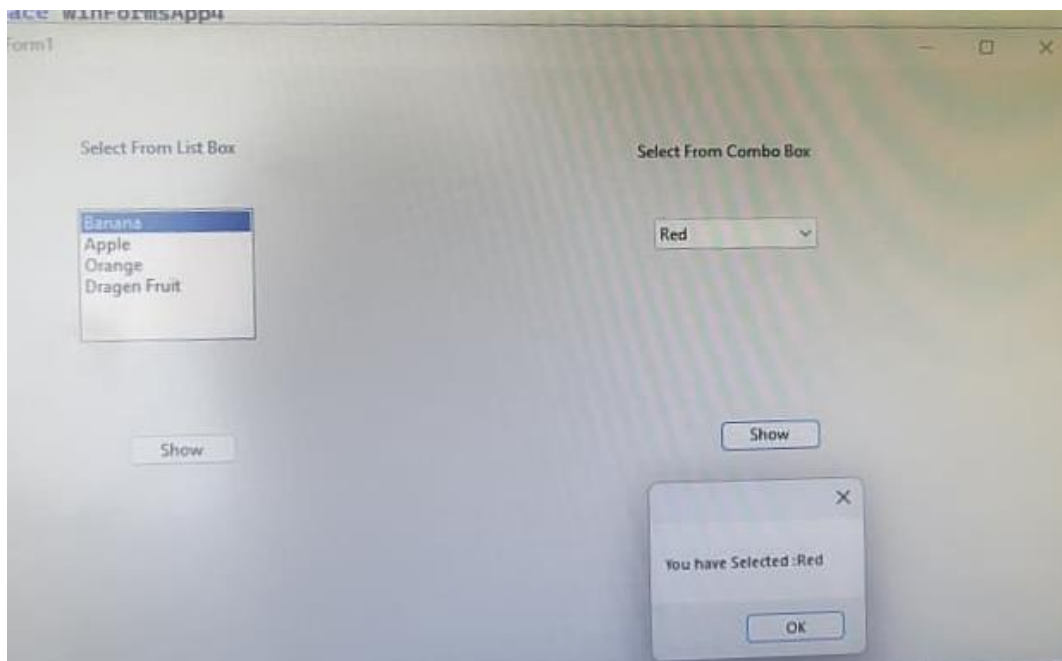 ace WinFormsApp4
Form1
Select From List Box
Select From Combo Box
Banana
Apple
Orange
Dragen Fruit
Red
Show
Show
You have Selected :Red
OK